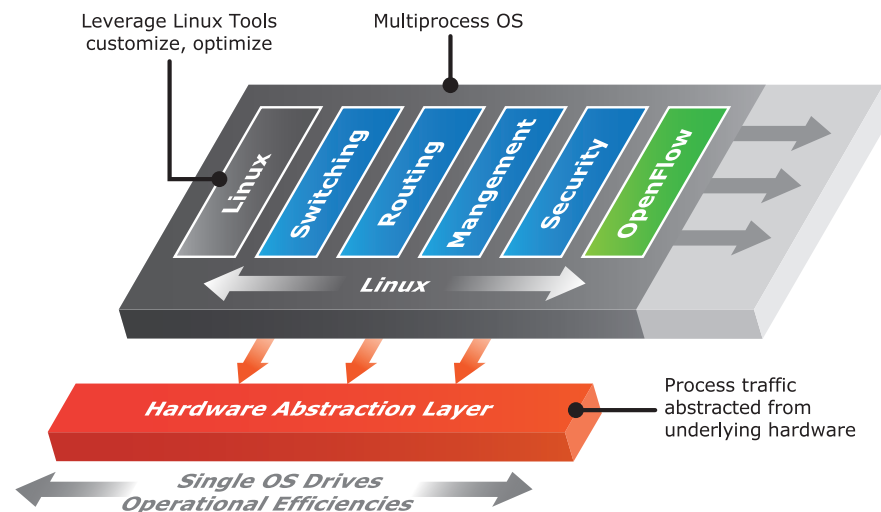 Leverage Linux Tools
customize, optimize
Multiprocess OS
Linux
Switching
Routing
Mangement
Security
OpenFlow
Linux
Hardware Abstraction Layer
Process traffic
abstracted from
underlying hardware
Single OS Drives
Operational Efficiencies